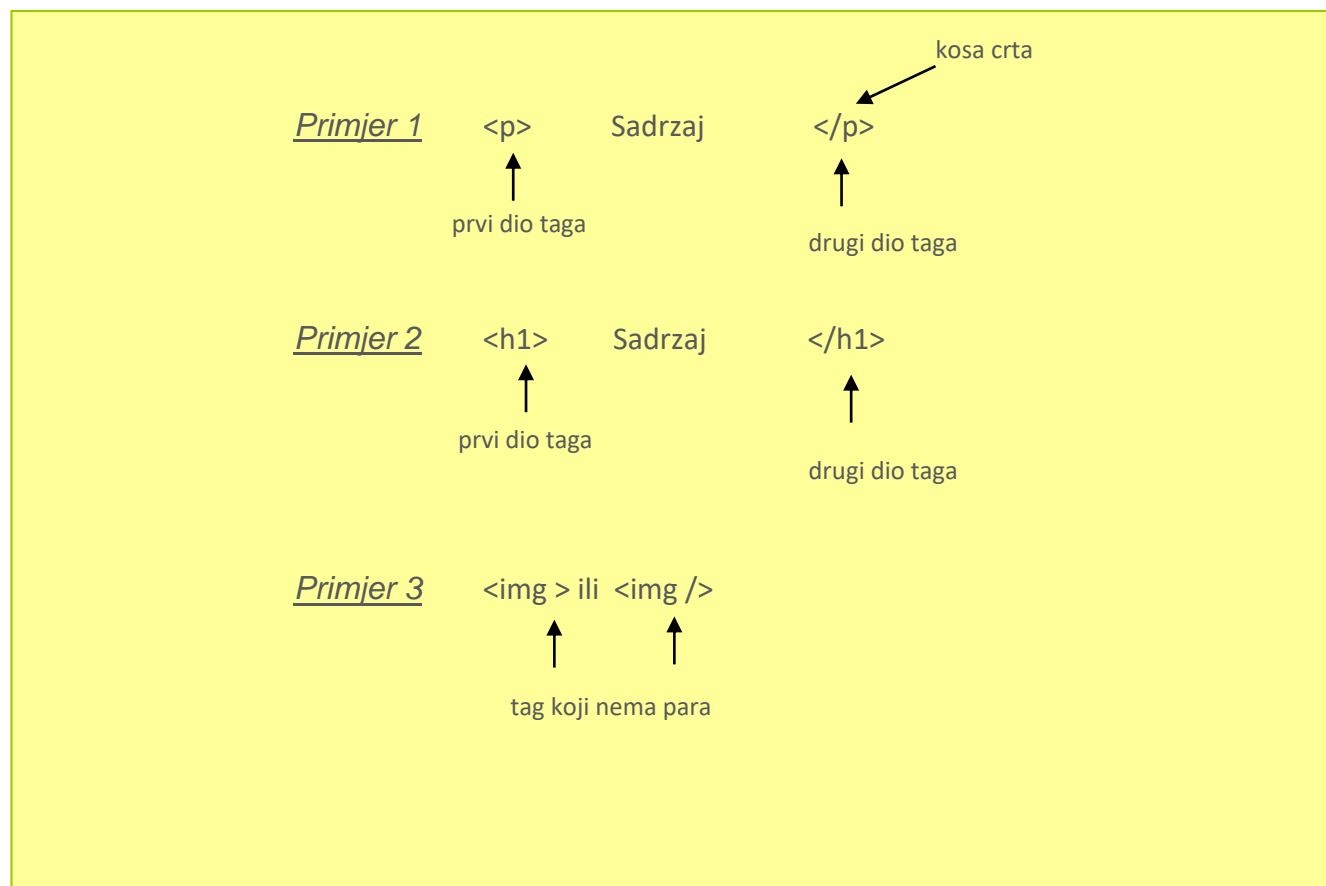 kosa crta
Primjer 1 <p> Sadrzaj </p>
prvi dio taga
drugi dio taga
Primjer 2 <h1> Sadrzaj </h1>
prvi dio taga
drugi dio taga
Primjer 3 <img > ili <img />
tag koji nema para